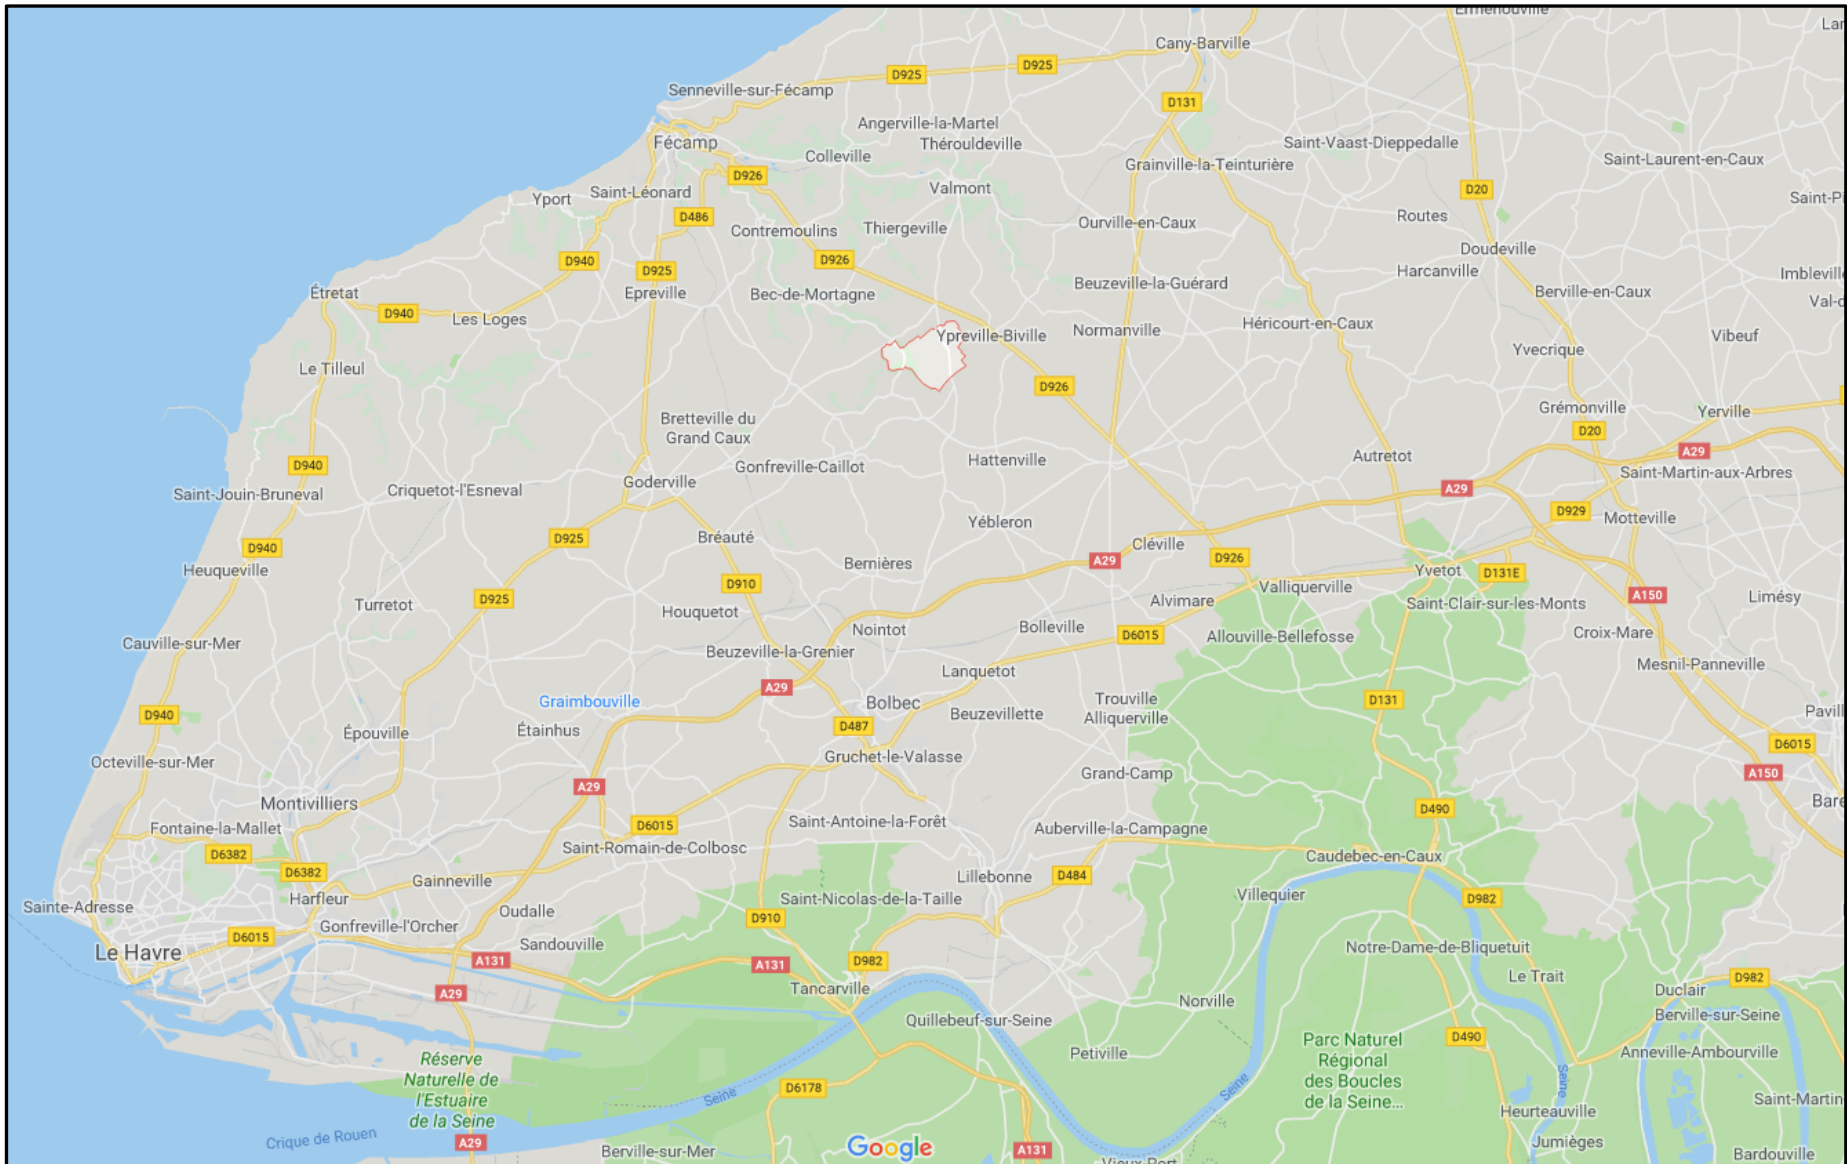 Ermenouville
Cany-Barville
D925
D925
Senneville-sur-Fécamp
D131
Angerville-la-Martel
Thérouldeville
Fécamp
Colleville
Saint-Vaast-Dieppedalle
Saint-Laurent-en-Caux
Grainville-la-Teinturière
D926
Saint-Léonard
Yport
Valmont
D20
D486
Contremoulins
Thiergeville
Ourville-en-Caux
Routes
Doudeville
D940
D925
D926
Harcanville
Étretat
Epreville
Bec-de-Mortagne
Beuzeville-la-Guérard
Berville-en-Caux
D940
Les Loges
Ypreville-Biville
Normanville
Héricourt-en-Caux
Vibeuf
Yvecrique
Le Tilleul
D926
Bretteville du
Grand Caux
Grémonville
Yerville
D20
A29
D940
Gonfreville-Caillot
Hattenville
Autretot
Saint-Martin-aux-Arbres
Saint-Jouin-Bruneval
Criquetot-l'Esneval
Goderville
A29
D929
Motteville
D925
Bréauté
Yébleron
Cléville
D940
A29
D926
Heuqueville
Bernières
Yvetot
D131E
D910
Valliquerville
D925
Turretot
Houquetot
Alvimare
Saint-Clair-sur-les-Monts
A150
Limésy
Nointot
Bolleville
D6015
Allouville-Bellefosse
Croix-Mare
Cauville-sur-Mer
Beuzeville-la-Grenier
Lanquetot
Mesnil-Panneville
A29
Graimbouville
Bolbec
Trouville
Alliquerville
D131
D940
Beuzevillette
Épouville
Étainhus
D487
D6015
Octeville-sur-Mer
Gruchet-le-Valasse
Grand-Camp
A150
A29
Montivilliers
D490
Fontaine-la-Mallet
D6015
Saint-Antoine-la-Forêt
Auberville-la-Campagne
Saint-Romain-de-Colbosc
D6382
Caudebec-en-Caux
D6382
Gainneville
Lillebonne
D484
Harfleur
Saint-Nicolas-de-la-Taille
Villequier
D982
Sainte-Adresse
Oudalle
D910
Gonfreville-l'Orcher
D6015
Sandouville
Notre-Dame-de-Bliquetuit
Le Havre
A131
A131
D982
Le Trait
D982
A29
Tancarville
Norville
Duclair
Quillebeuf-sur-Seine
Berville-sur-Seine
Petiville
D490
Parc Naturel
Régional
des Boucles
de la Seine...
Anneville-Ambourville
Réserve
Naturelle de
l'Estuaire
de la Seine
D6178
Seine
Seine
Seine
Saint-Martin
Heurteauville
Crique de Rouen
A29
Google
A131
Jumièges
Berville-sur-Mer
Bardouville